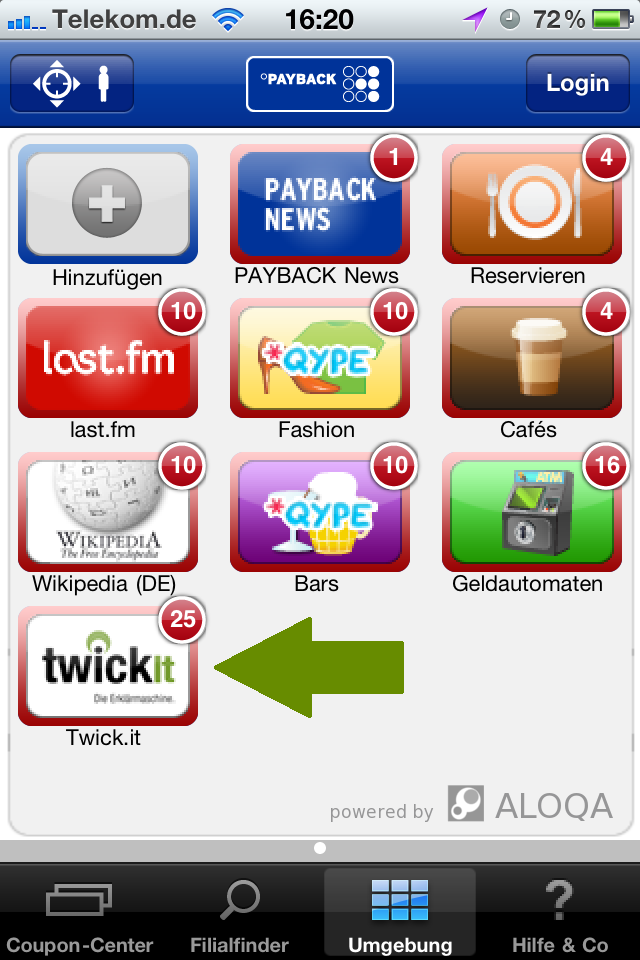 Telekom.de 16:20 72%
°PAYBACK
Login
1
4
PAYBACK
NEWS
Hinzufügen
PAYBACK News
Reservieren
10
10
4
last.fm
*QYPE
last.fm
Fashion
Cafés
10
10
16
WIKIPEDIA
The Free Encyclopedia
*QYPE
ATM
Wikipedia (DE)
Bars
Geldautomaten
25
twickit
Die Erklärmaschine.
Twick.it
powered by ALOQA
Coupon-Center
Filialfinder
Umgebung
Hilfe & Co